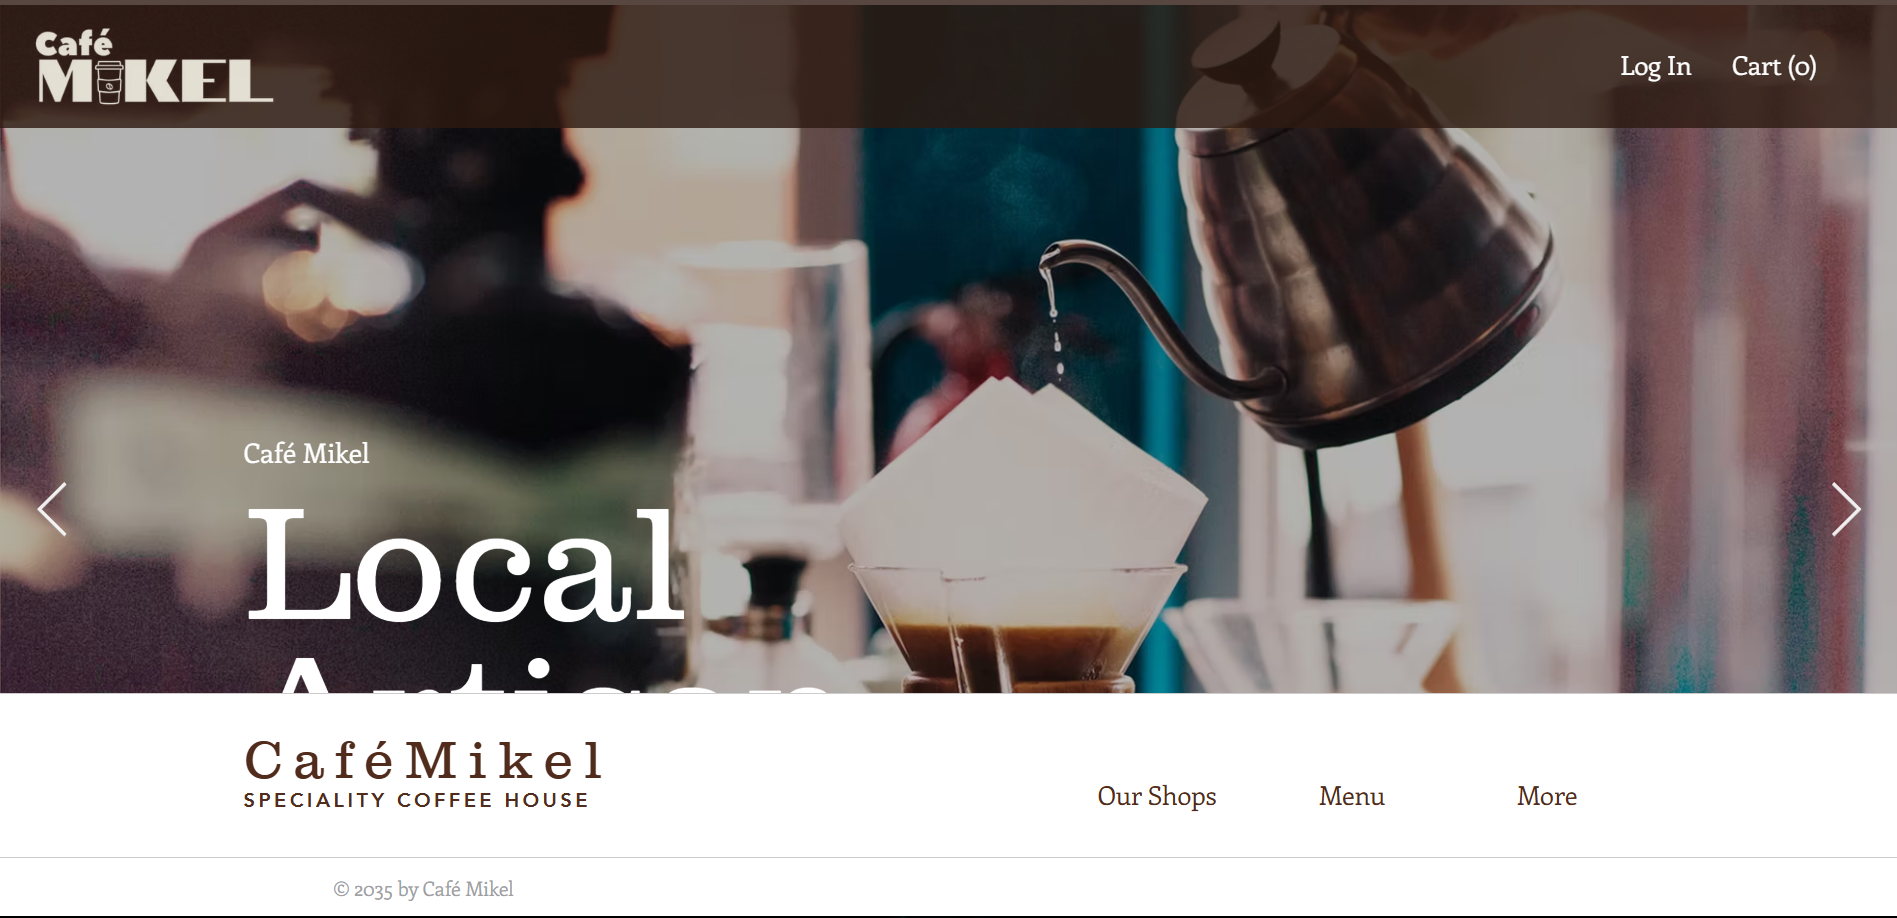 Café
MIKEL
Log In Cart (0)
Café Mikel
Local
Artisan
CaféMikel
SPECIALITY COFFEE HOUSE
Our Shops Menu More
© 2035 by Café Mikel